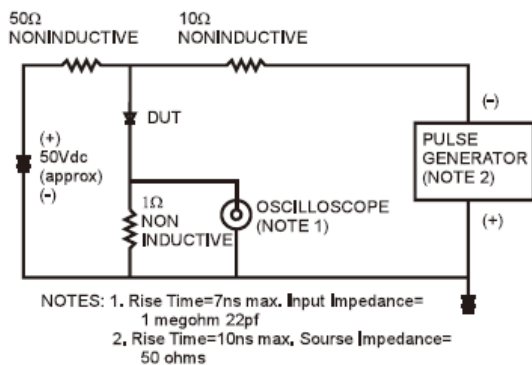 50Ω
NONINDUCTIVE
10Ω
NONINDUCTIVE
(+)
50Vdc
(approx)
(-)
DUT
1Ω
NON
INDUCTIVE
OSCILLOSCOPE
(NOTE 1)
(-)
PULSE
GENERATOR
(NOTE 2)
(+)
NOTES: 1. Rise Time=7ns max. Input Impedance=
1 megohm 22pf
2. Rise Time=10ns max. Sourse Impedance=
50 ohms